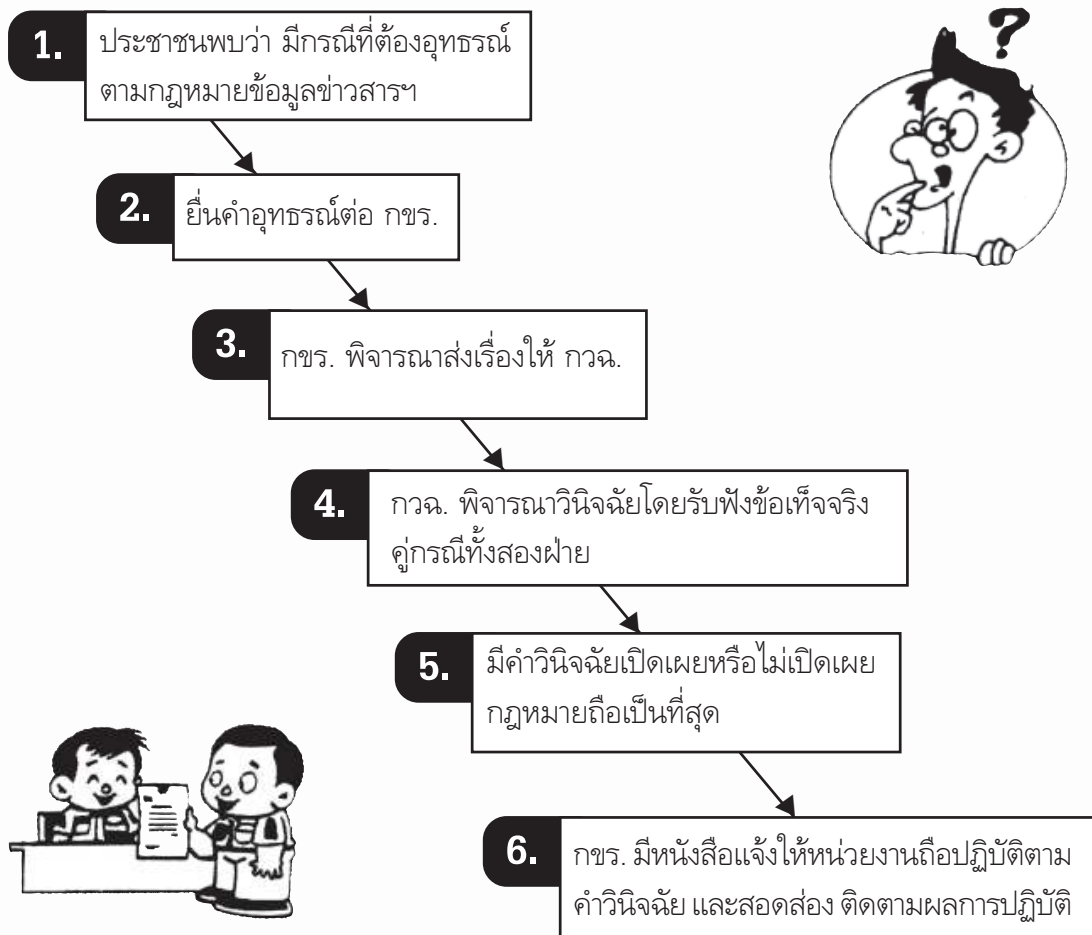 1. ประชาชนพบว่า มีกรณีที่ต้องอุทธรณ์
ตามกฎหมายข้อมูลข่าวสารฯ
?
2. ยื่นคำอุทธรณ์ต่อ กขร.
3. กขร. พิจารณาส่งเรื่องให้ กวฉ.
4. กวฉ. พิจารณาวินิจฉัยโดยรับฟังข้อเท็จจริง
คู่กรณีทั้งสองฝ่าย
5. มีคำวินิจฉัยเปิดเผยหรือไม่เปิดเผย
กฎหมายถือเป็นที่สุด
6. กขร. มีหนังสือแจ้งให้หน่วยงานถือปฏิบัติตาม
คำวินิจฉัย และสอดส่อง ติดตามผลการปฏิบัติ